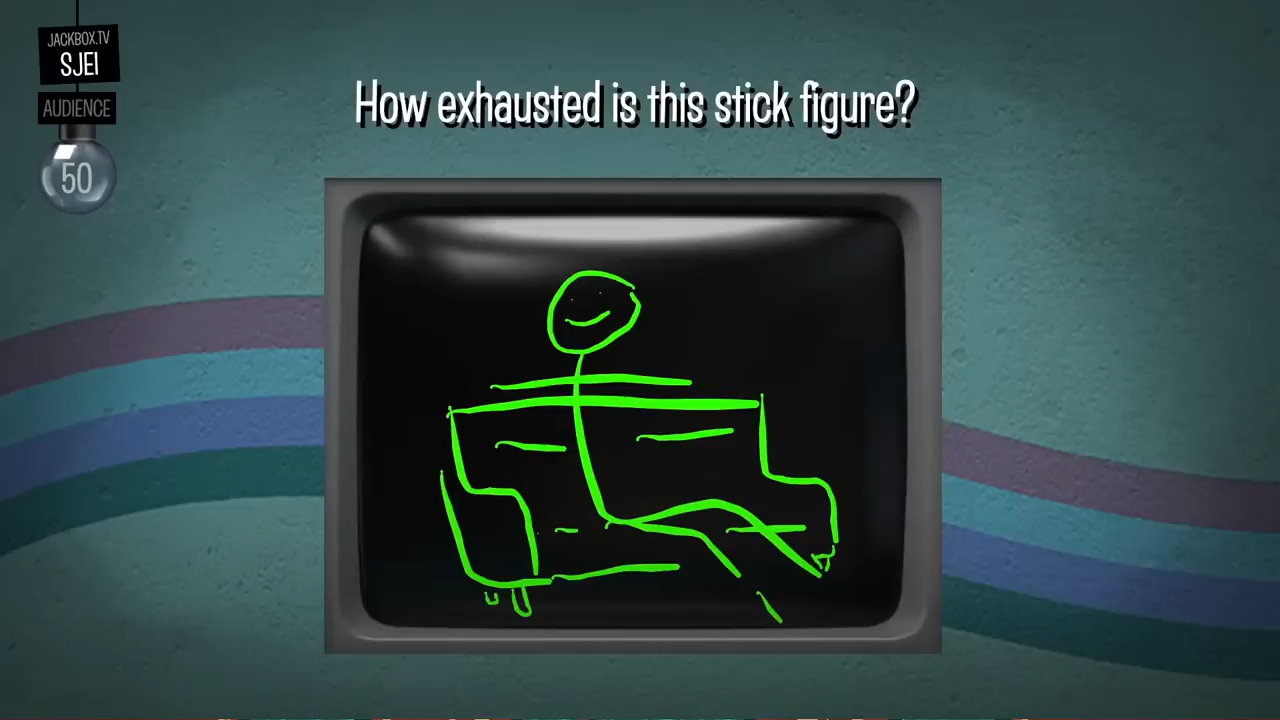 JACKBOX.TV
SJEI
AUDIENCE
50
How exhausted is this stick figure?